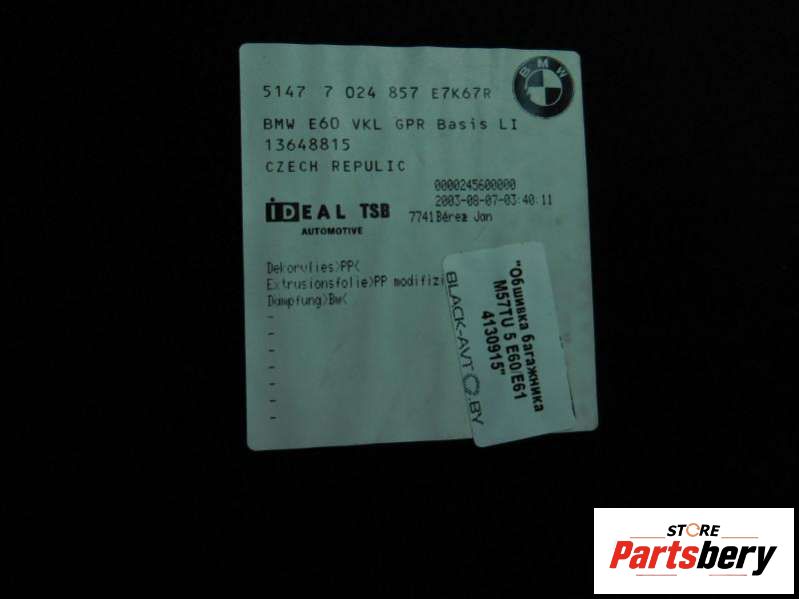 5147 7 024 857 E7K67R
BMW
BMW E60 VKL GPR Basis LI
13648815
CZECH REPULIC
0000245600000
2003-08-07-03:40:11
7741 Bérez Jan
iDEAL TSB
AUTOMOTIVE
Dekorvlies>PP<
Extrusionsfolie>PP modifizi
Dämpfung>Bw<
-
-
-
-
-
-
"Обшивка багажника
M57TU 5 E60/E61
4130915"
BLACK-AVTO.BY
STORE
Partsbery